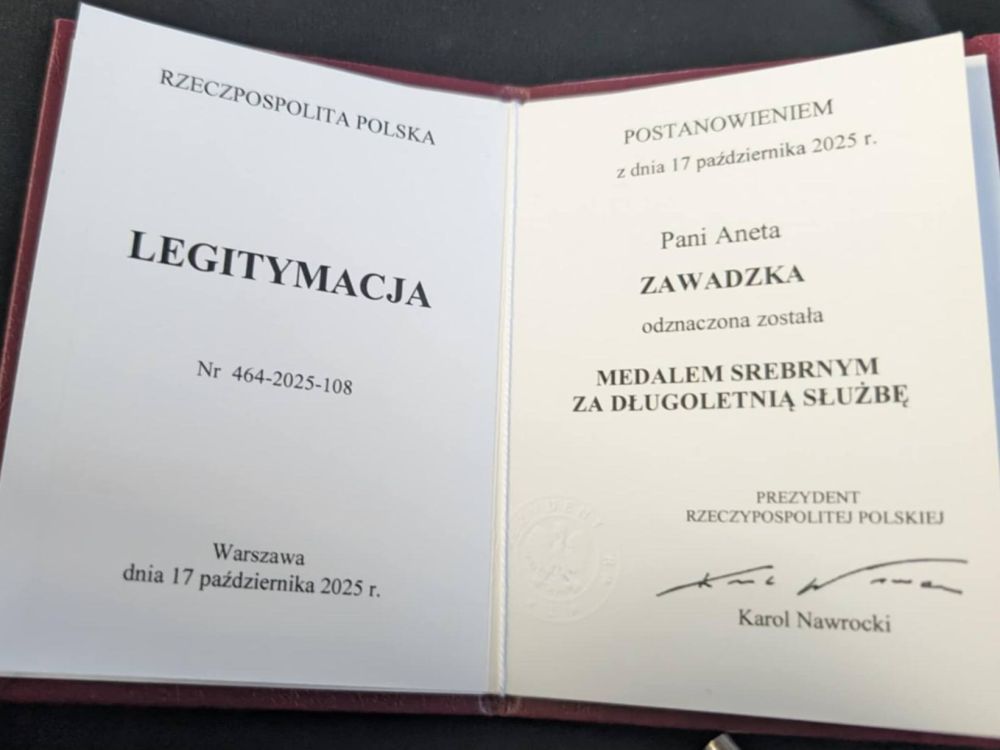 RZECZPOSPOLITA POLSKA
LEGITYMACJA
Nr 464-2025-108
Warszawa
dnia 17 października 2025 r.
POSTANOWIENIEM
z dnia 17 października 2025 r.
Pani Aneta
ZAWADZKA
odznaczona została
MEDALEM SREBRNYM
ZA DŁUGOLETNIĄ SŁUŻBĘ
PREZYDENT
RZECZYPOSPOLITEJ POLSKIEJ
Karol Nawrocki